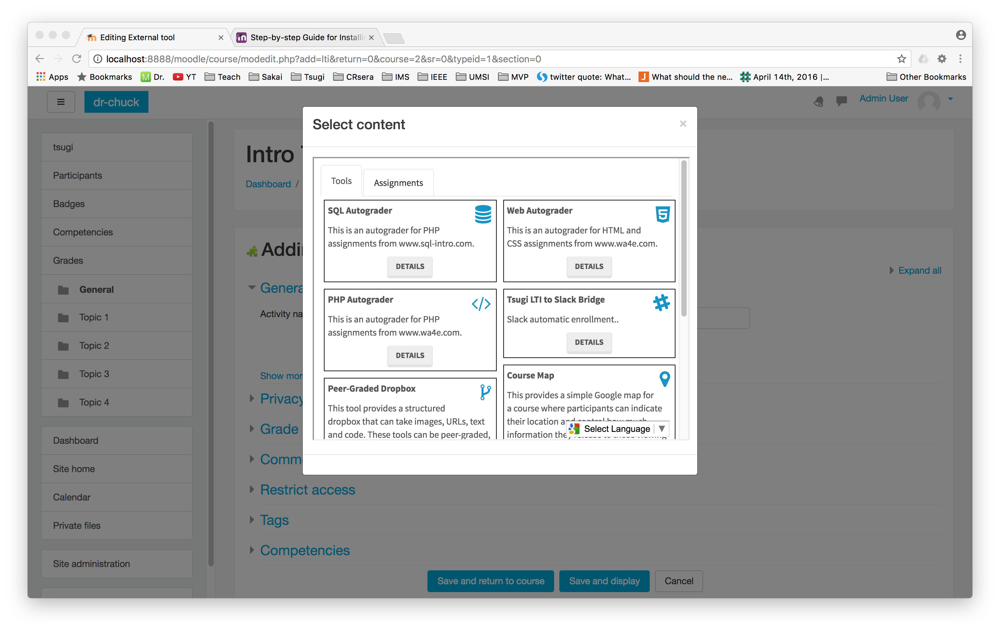 Editing External tool
Step-by-step Guide for Installi
localhost:8888/moodle/course/modedit.php?add=lti&return=0&course=2&sr=0&typeid=1&section=0
Apps Bookmarks M Dr. YT Teach Sakai Tsugi CRsera IMS IEEE UMSI MVP twitter quote: What... J What should the ne... April 14th, 2016 |... Other Bookmarks
dr-chuck
Admin User
tsugi
Participants
Badges
Competencies
Grades
General
Topic 1
Topic 2
Topic 3
Topic 4
Dashboard
Site home
Calendar
Private files
Site administration
Intro
Dashboard /
Addin
Expand all
Genera
Activity na
Show mor
Privacy
Grade
Comm
Restrict access
Tags
Competencies
Save and return to course
Save and display
Cancel
Select content
Tools
Assignments
SQL Autograder
This is an autograder for PHP
assignments from www.sql-intro.com.
DETAILS
Web Autograder
This is an autograder for HTML and
CSS assignments from www.wa4e.com.
DETAILS
PHP Autograder
This is an autograder for PHP
assignments from www.wa4e.com.
DETAILS
Tsugi LTI to Slack Bridge
Slack automatic enrollment..
DETAILS
Peer-Graded Dropbox
This tool provides a structured
dropbox that can take images, URLs, text
and code. These tools can be peer-graded,
Course Map
This provides a simple Google map for
a course where participants can indicate
their location and control how much
information they release to those viewing
Select Language